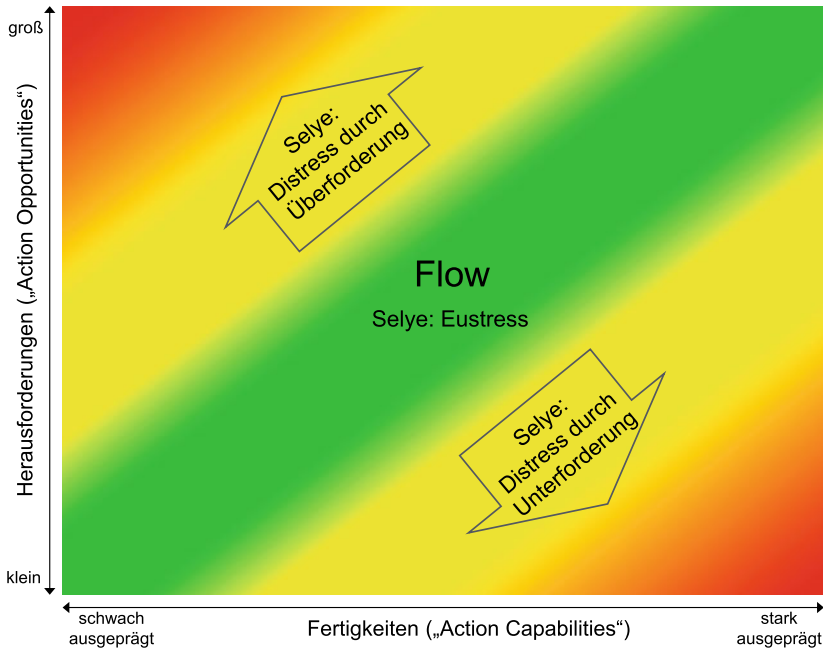 groß
Herausforderungen („Action Opportunities“)
klein
Selye:
Distress durch
Überforderung
Flow
Selye: Eustress
Selye:
Distress durch
Unterforderung
schwach
ausgeprägt
Fertigkeiten („Action Capabilities“)
stark
ausgeprägt